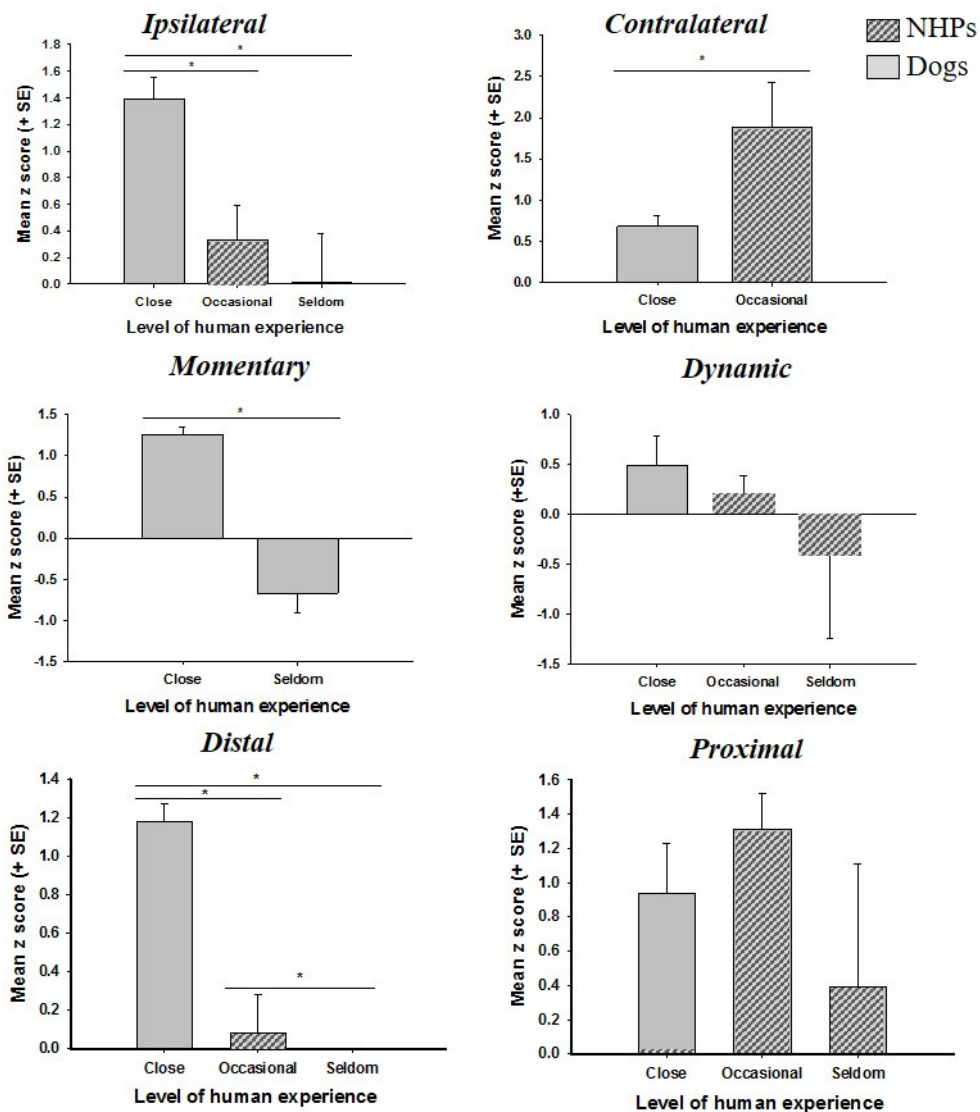 Ipsilateral
*
*
1.8
1.6
1.4
1.2
1.0
0.8
0.6
0.4
0.2
0.0
Mean z score (+ SE)
Close Occasional Seldom
Level of human experience
Contralateral
*
3.0
2.5
2.0
1.5
1.0
0.5
0.0
Mean z score (+ SE)
Close Occasional
Level of human experience
NHPs
Dogs
Momentary
*
1.5
1.0
0.5
0.0
-0.5
-1.0
-1.5
Mean z score (+ SE)
Close Seldom
Level of human experience
Dynamic
1.0
0.5
0.0
-0.5
-1.0
-1.5
Mean z score (+SE)
Close Occasional Seldom
Level of human experience
Distal
*
*
*
1.4
1.2
1.0
0.8
0.6
0.4
0.2
0.0
Mean z score (+ SE)
Close Occasional Seldom
Level of human experience
Proximal
1.6
1.4
1.2
1.0
0.8
0.6
0.4
0.2
0.0
Mean z score (+ SE)
Close Occasional Seldom
Level of human experience